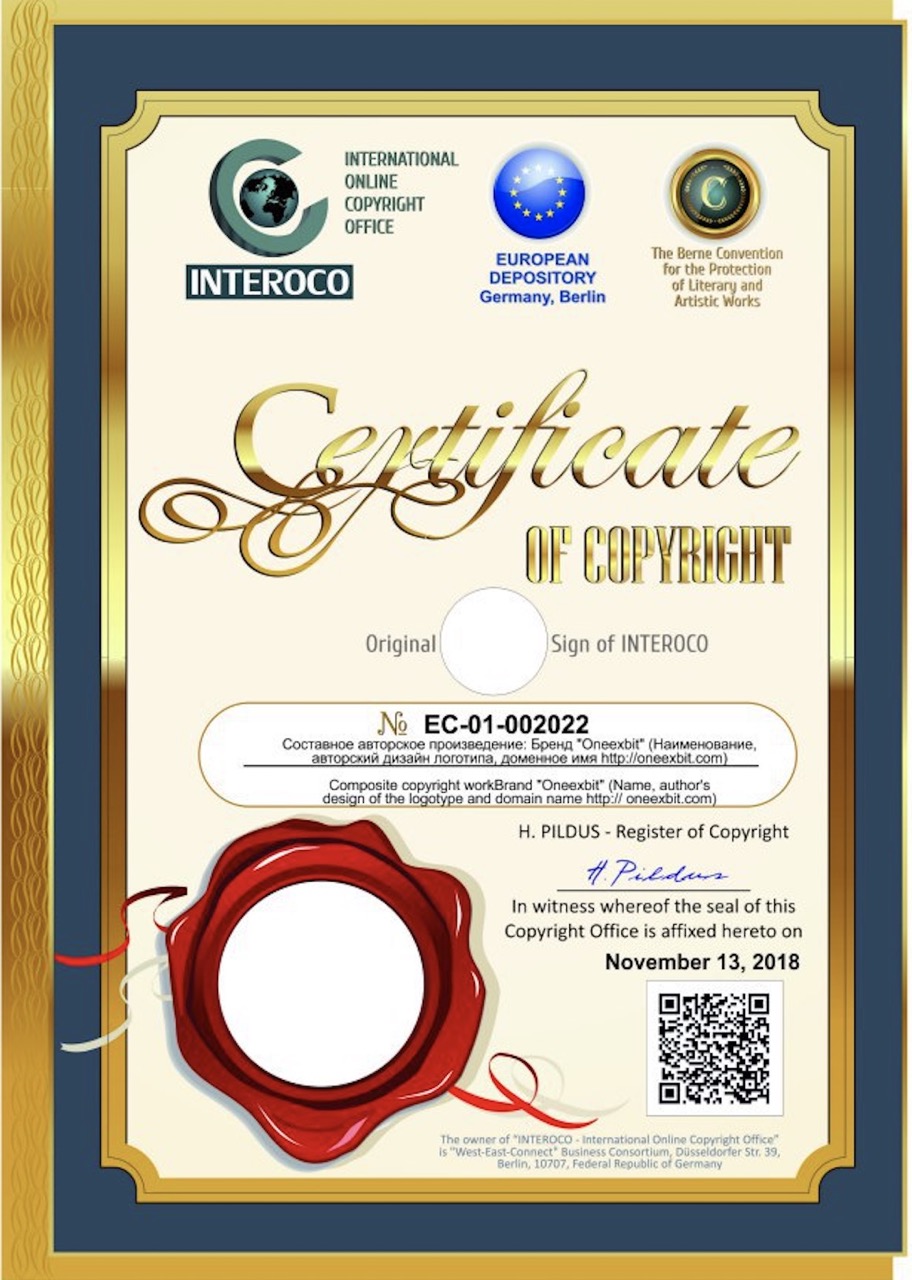 INTERNATIONAL
ONLINE
COPYRIGHT
OFFICE
INTEROCO
EUROPEAN
DEPOSITORY
Germany, Berlin
C
The Berne Convention
for the Protection
of Literary and
Artistic Works
Certificate
OF COPYRIGHT
Original Sign of INTEROCO
№ EC-01-002022
Составное авторское произведение: Бренд "Oneexbit" (Наименование,
авторский дизайн логотипа, доменное имя http://oneexbit.com)
Composite copyright workBrand "Oneexbit" (Name, author's
design of the logotype and domain name http:// oneexbit.com)
H. PILDUS - Register of Copyright
H. Pildus
In witness whereof the seal of this
Copyright Office is affixed hereto on
November 13, 2018
The owner of "INTEROCO - International Online Copyright Office"
is "West-East-Connect" Business Consortium, Düsseldorfer Str. 39,
Berlin, 10707, Federal Republic of Germany